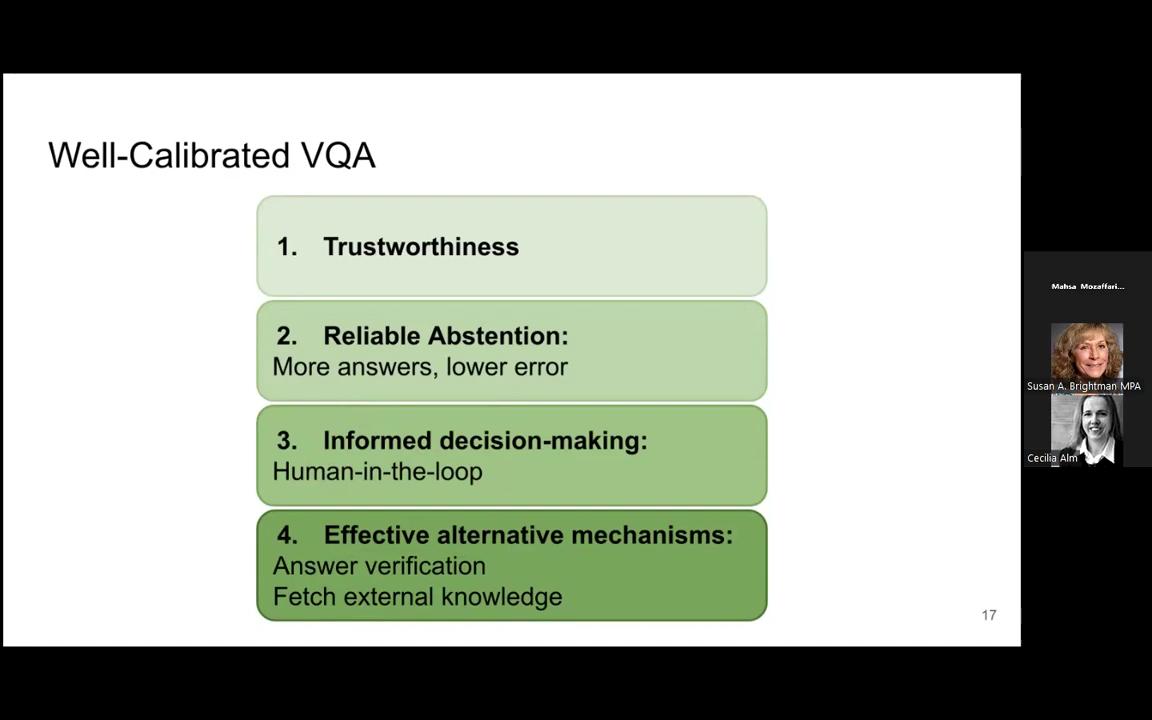 Well-Calibrated VQA
1. Trustworthiness
2. Reliable Abstention:
More answers, lower error
3. Informed decision-making:
Human-in-the-loop
4. Effective alternative mechanisms:
Answer verification
Fetch external knowledge
17
Mahsa Mozaffari...
Susan A. Brightman MPA
Cecilia Alm